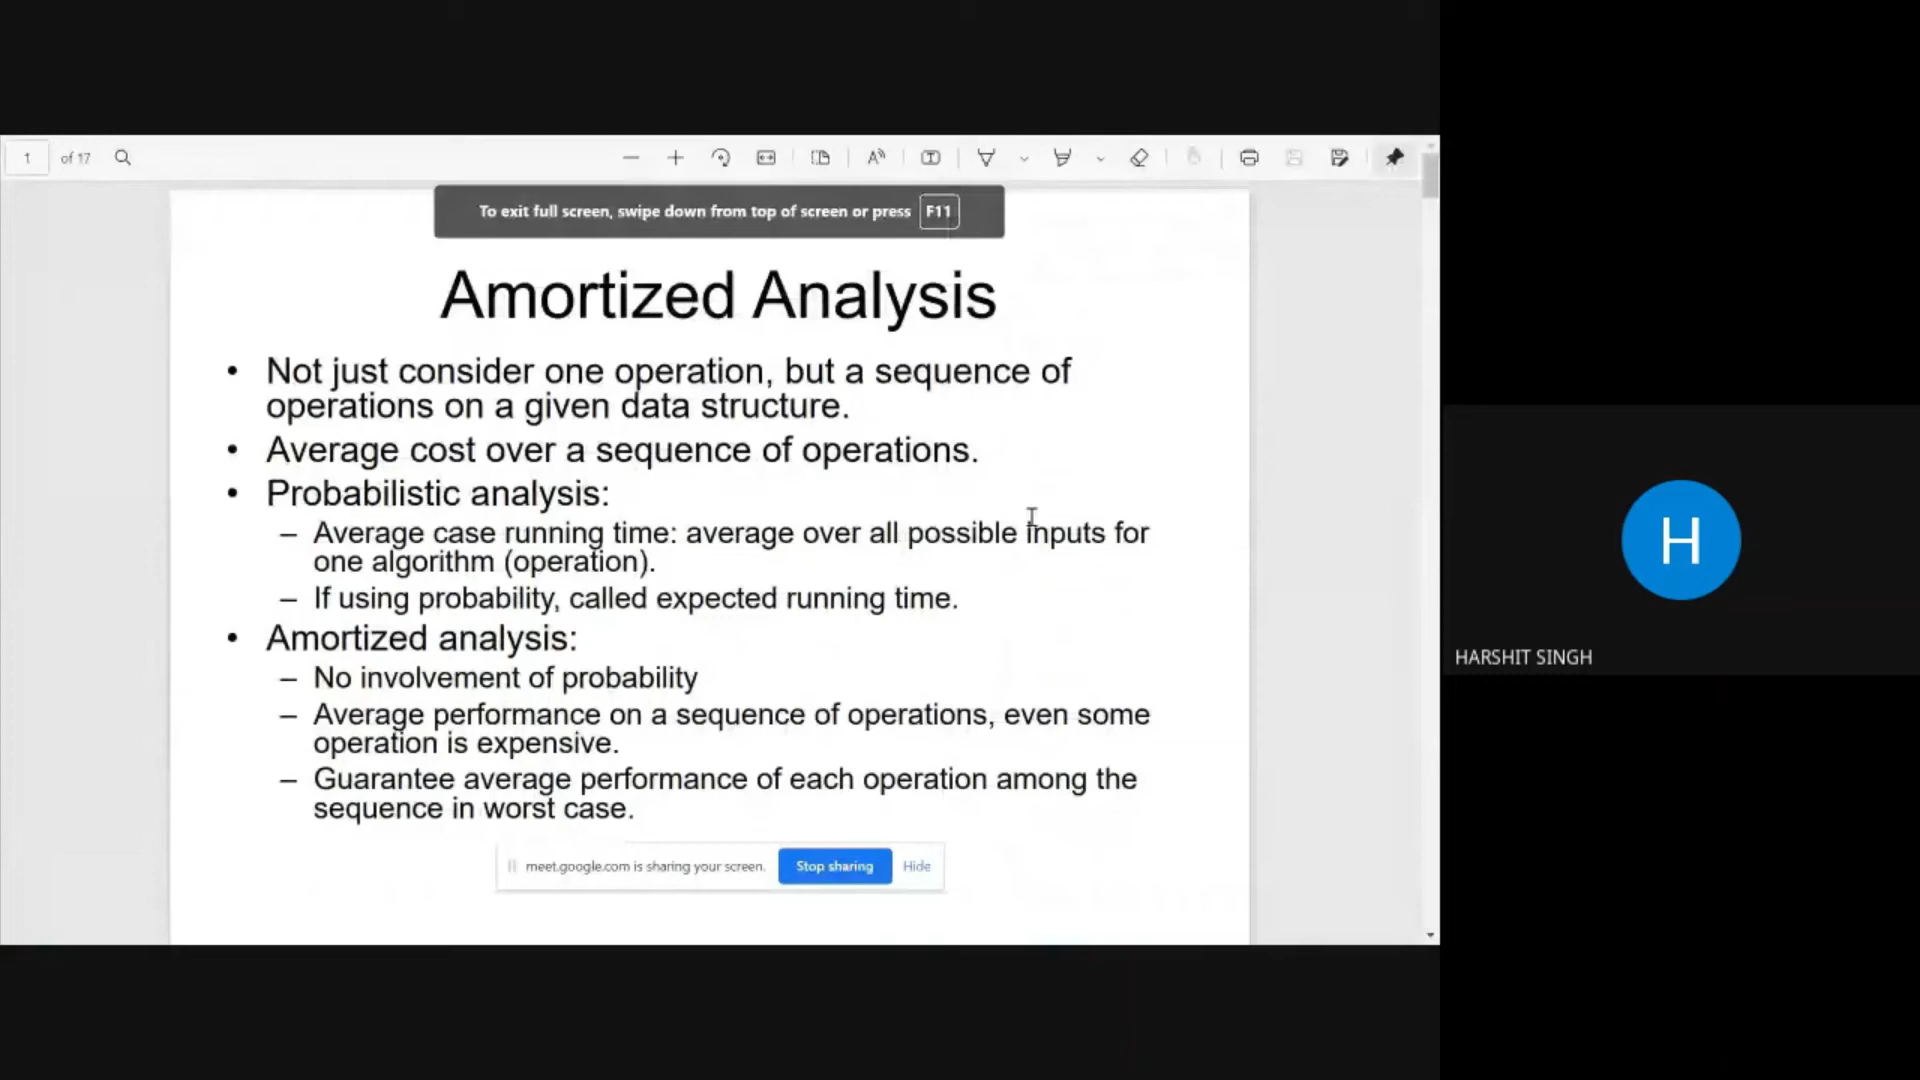 1 of 17
To exit full screen, swipe down from top of screen or press F11
Amortized Analysis
• Not just consider one operation, but a sequence of
operations on a given data structure.
• Average cost over a sequence of operations.
• Probabilistic analysis:
– Average case running time: average over all possible inputs for
one algorithm (operation).
– If using probability, called expected running time.
• Amortized analysis:
– No involvement of probability
– Average performance on a sequence of operations, even some
operation is expensive.
– Guarantee average performance of each operation among the
sequence in worst case.
meet.google.com is sharing your screen. Stop sharing Hide
H
HARSHIT SINGH